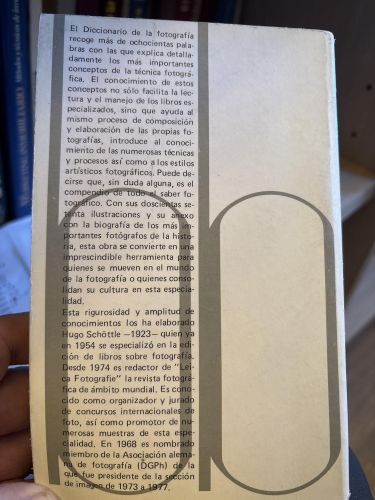 El Diccionario de la fotografía
recoge más de ochocientas pala-
bras con las que explica detalla-
damente los más importantes
conceptos de la técnica fotográ-
fica. El conocimiento de estos
conceptos no sólo facilita la lec-
tura y el manejo de los libros es-
pecializados, sino que ayuda al
mismo proceso de composición
y elaboración de las propias fo-
tografías, introduce al conoci-
miento de las numerosas técnicas
y procesos así como a los estilos
artísticos fotográficos. Puede de-
cirse que, sin duda alguna, es el
compendio de todo el saber fo-
tográfico. Con sus doscientas se-
tenta ilustraciones y su anexo
con la biografía de los más im-
portantes fotógrafos de la histo-
ria, esta obra se convierte en una
imprescindible herramienta para
quienes se mueven en el mundo
de la fotografía o quienes conso-
lidan su cultura en esta especia-
lidad.
Esta rigurosidad y amplitud de
conocimientos los ha elaborado
Hugo Schöttle —1923— quien ya
en 1954 se especializó en la edi-
ción de libros sobre fotografía.
Desde 1974 es redactor de "Lei-
ca Fotografie" la revista fotográ-
fica de ámbito mundial. Es cono-
cido como organizador y jurado
de concursos internacionales de
foto, así como promotor de nu-
merosas muestras de esta espe-
cialidad. En 1968 es nombrado
miembro de la Asociación alema-
na de fotografía (DGPh) de la
que fue presidente de la sección
de imagen de 1973 a 1977.